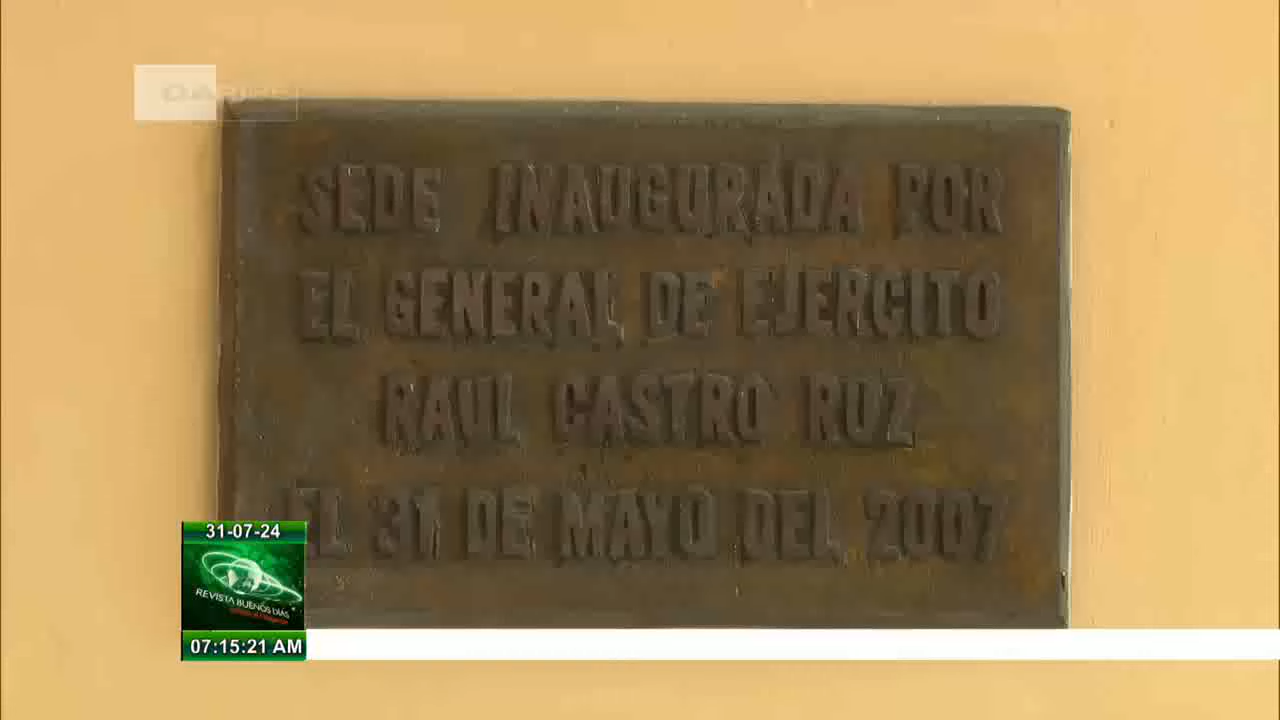 SEDE INAUGURADA POR
EL GENERAL DE EJERCITO
RAUL CASTRO RUZ
EL 31 DE MAYO DEL 2007
31-07-24
REVISTA BUENOS DÍAS
07:15:21 AM